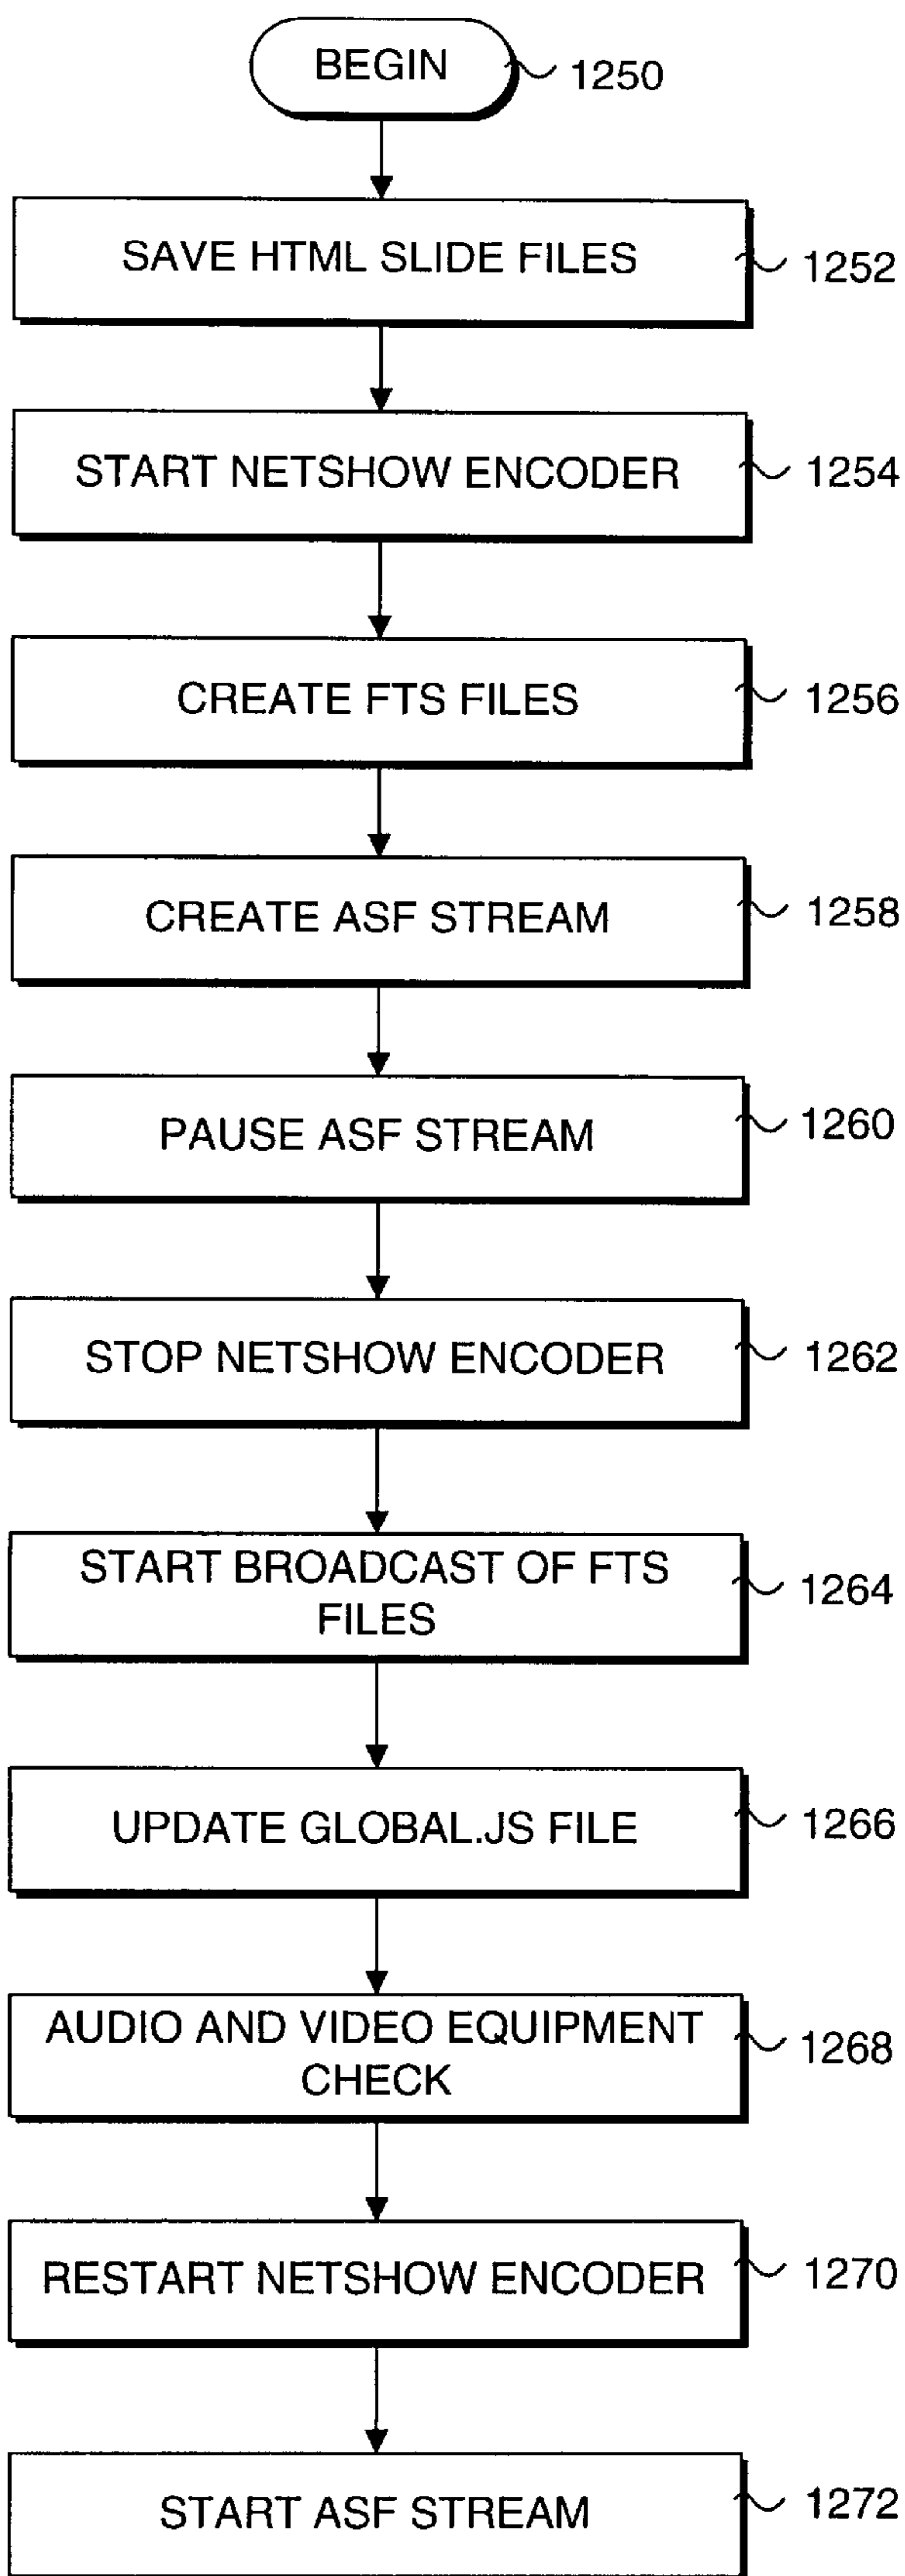 BEGIN
1250
SAVE HTML SLIDE FILES
1252
START NETSHOW ENCODER
1254
CREATE FTS FILES
1256
CREATE ASF STREAM
1258
PAUSE ASF STREAM
1260
STOP NETSHOW ENCODER
1262
START BROADCAST OF FTS
FILES
1264
UPDATE GLOBAL.JS FILE
1266
AUDIO AND VIDEO EQUIPMENT
CHECK
1268
RESTART NETSHOW ENCODER
1270
START ASF STREAM
1272